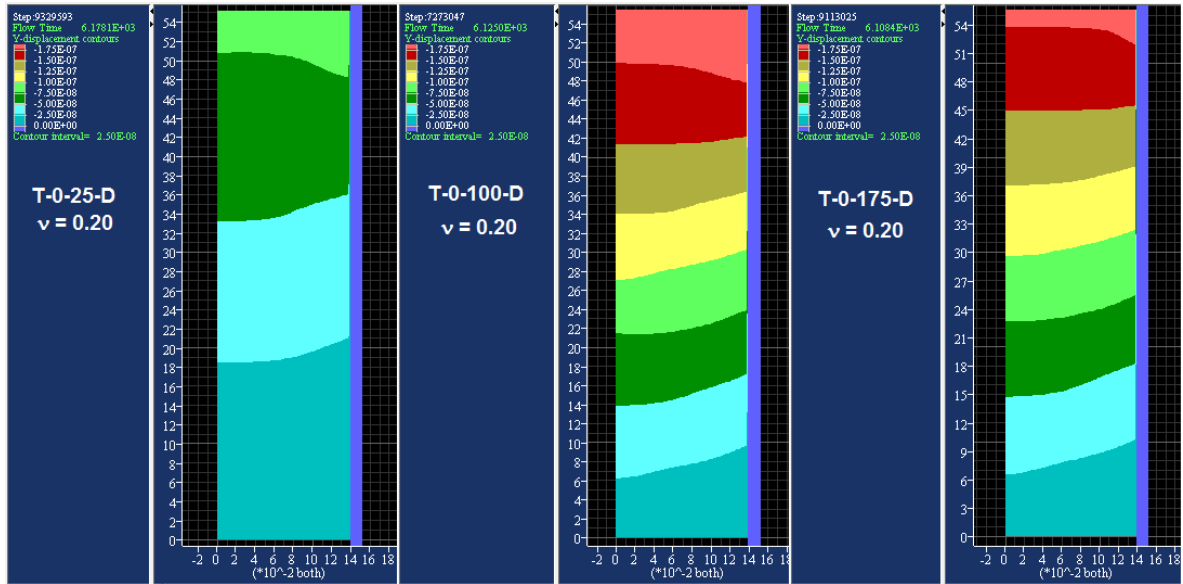 Step:9329593
Flow Time 6.1781E+03
Y-displacement contours
-1.75E-07
-1.50E-07
-1.25E-07
-1.00E-07
-7.50E-08
-5.00E-08
-2.50E-08
0.00E+00
Contour interval= 2.50E-08
T-0-25-D
ν = 0.20
54
52
50
48
46
44
42
40
38
36
34
32
30
28
26
24
22
20
18
16
14
12
10
8
6
4
2
0
-2 0 2 4 6 8 10 12 14 16 18
(*10^-2 both)
Step:7273047
Flow Time 6.1250E+03
Y-displacement contours
-1.75E-07
-1.50E-07
-1.25E-07
-1.00E-07
-7.50E-08
-5.00E-08
-2.50E-08
0.00E+00
Contour interval= 2.50E-08
T-0-100-D
ν = 0.20
54
52
50
48
46
44
42
40
38
36
34
32
30
28
26
24
22
20
18
16
14
12
10
8
6
4
2
0
-2 0 2 4 6 8 10 12 14 16 18
(*10^-2 both)
Step:9113025
Flow Time 6.1084E+03
Y-displacement contours
-1.75E-07
-1.50E-07
-1.25E-07
-1.00E-07
-7.50E-08
-5.00E-08
-2.50E-08
0.00E+00
Contour interval= 2.50E-08
T-0-175-D
ν = 0.20
54
51
48
45
42
39
36
33
30
27
24
21
18
15
12
9
6
3
0
-2 0 2 4 6 8 10 12 14 16 18
(*10^-2 both)